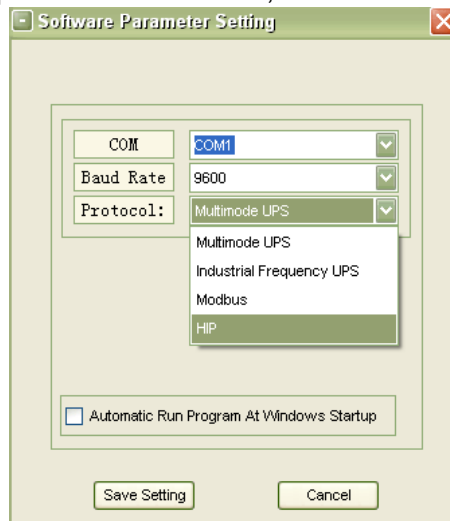 Software Parameter Setting
COM COM1
Baud Rate 9600
Protocol: Multimode UPS
Multimode UPS
Industrial Frequency UPS
Modbus
HIP
Automatic Run Program At Windows Startup
Save Setting Cancel